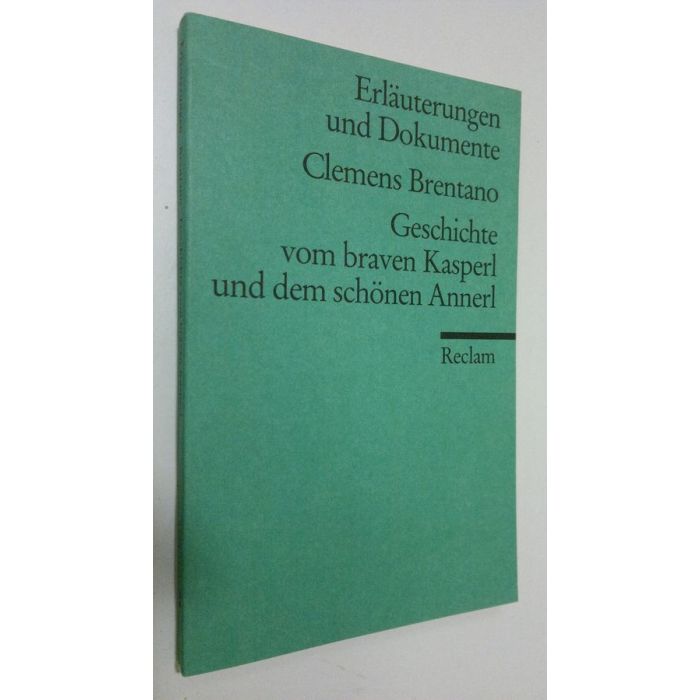 Erläuterungen
und Dokumente
Clemens Brentano
Geschichte
vom braven Kasperl
und dem schönen Annerl
Reclam